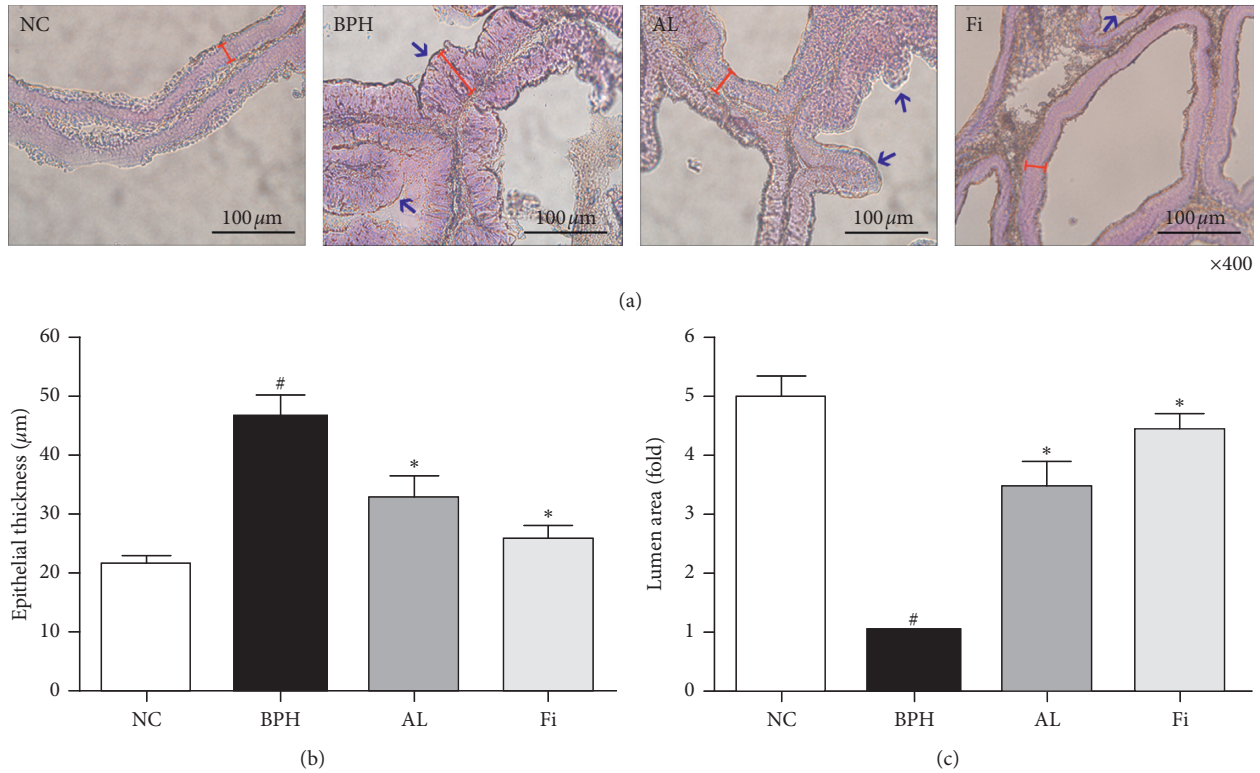 NC BPH AL Fi
100 μm 100 μm 100 μm 100 μm
×400
(a)
Epithelial thickness (μm)
60
50
40
30
20
10
0
#
*
*
NC BPH AL Fi
(b)
Lumen area (fold)
6
5
4
3
2
1
0
#
*
*
NC BPH AL Fi
(c)